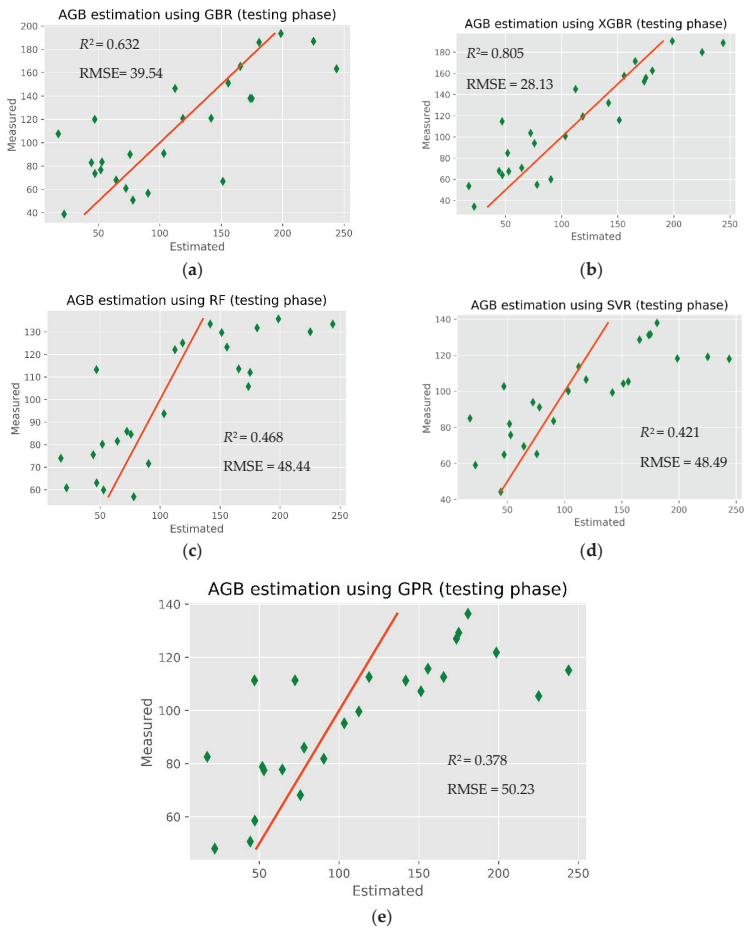 AGB estimation using GBR (testing phase)
200
180
160
140
120
100
80
60
40
Measured
R² = 0.632
RMSE= 39.54
50
100
150
200
250
Estimated
(a)
AGB estimation using XGBR (testing phase)
180
160
140
120
100
80
60
40
Measured
R²= 0.805
RMSE = 28.13
50
100
150
200
250
Estimated
(b)
AGB estimation using RF (testing phase)
130
120
110
100
90
80
70
60
Measured
R² = 0.468
RMSE = 48.44
50
100
150
200
250
Estimated
(c)
AGB estimation using SVR (testing phase)
140
120
100
80
60
40
Measured
R² = 0.421
RMSE = 48.49
50
100
150
200
250
Estimated
(d)
AGB estimation using GPR (testing phase)
140
120
100
80
60
Measured
R² = 0.378
RMSE = 50.23
50
100
150
200
250
Estimated
(e)